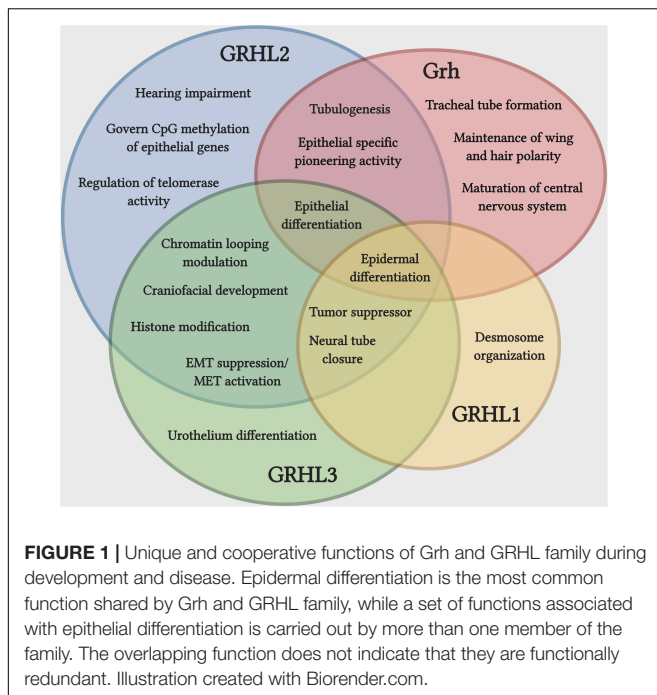 GRHL2
Hearing impairment
Govern CpG methylation
of epithelial genes
Regulation of telomerase
activity
Grh
Tubulogenesis
Epithelial specific
pioneering activity
Tracheal tube formation
Maintenance of wing
and hair polarity
Maturation of central
nervous system
Epithelial
differentiation
Chromatin looping
modulation
Craniofacial development
Histone modification
EMT suppression/
MET activation
Epidermal
differentiation
Tumor suppressor
Neural tube
closure
Desmosome
organization
GRHL1
Urothelium differentiation
GRHL3
FIGURE 1 | Unique and cooperative functions of Grh and GRHL family during
development and disease. Epidermal differentiation is the most common
function shared by Grh and GRHL family, while a set of functions associated
with epithelial differentiation is carried out by more than one member of the
family. The overlapping function does not indicate that they are functionally
redundant. Illustration created with Biorender.com.